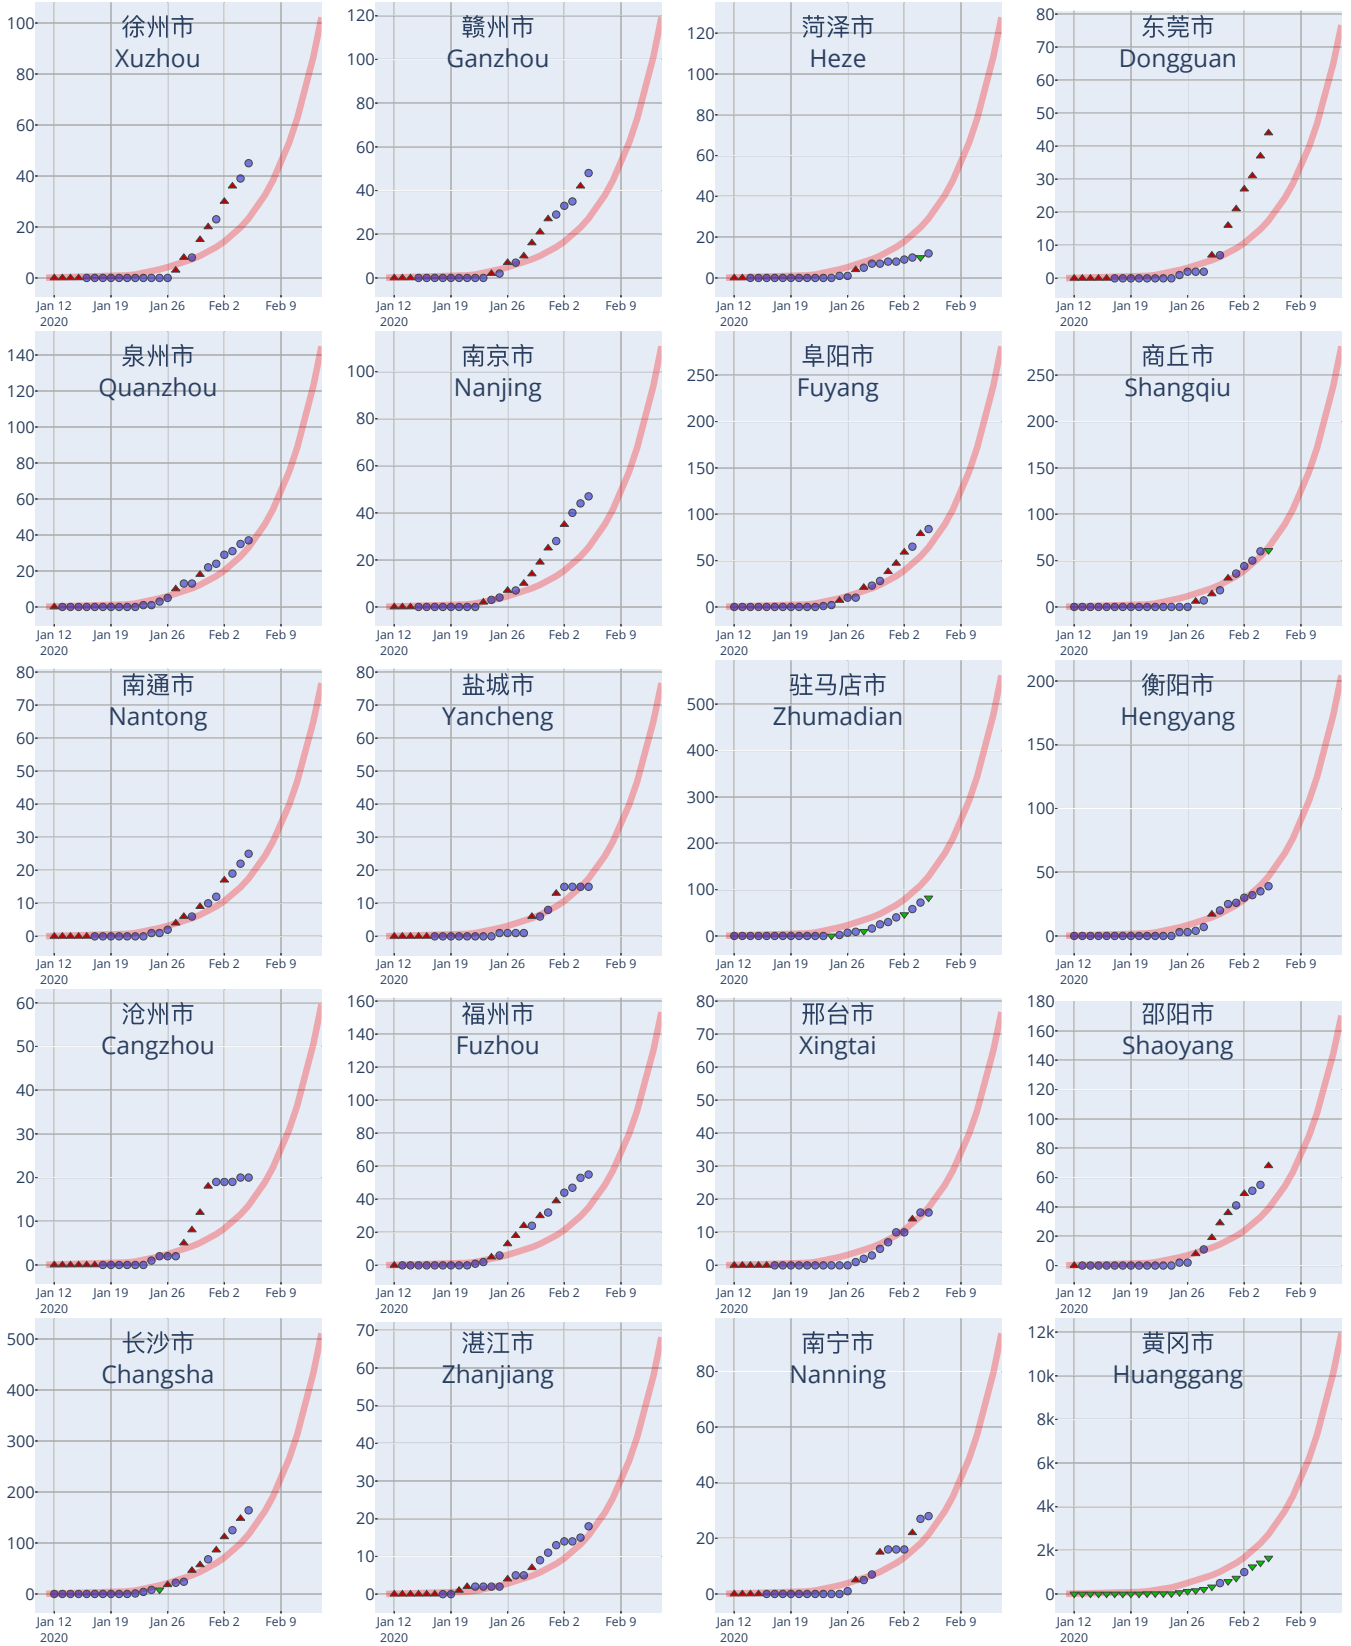 徐州市
Xuzhou
100
80
60
40
20
0
Jan 12
2020
Jan 19
Jan 26
Feb 2
Feb 9
赣州市
Ganzhou
120
100
80
60
40
20
0
Jan 12
2020
Jan 19
Jan 26
Feb 2
Feb 9
菏泽市
Heze
120
100
80
60
40
20
0
Jan 12
2020
Jan 19
Jan 26
Feb 2
Feb 9
东莞市
Dongguan
80
70
60
50
40
30
20
10
0
Jan 12
2020
Jan 19
Jan 26
Feb 2
Feb 9
泉州市
Quanzhou
140
120
100
80
60
40
20
0
Jan 12
2020
Jan 19
Jan 26
Feb 2
Feb 9
南京市
Nanjing
100
80
60
40
20
0
Jan 12
2020
Jan 19
Jan 26
Feb 2
Feb 9
阜阳市
Fuyang
250
200
150
100
50
0
Jan 12
2020
Jan 19
Jan 26
Feb 2
Feb 9
商丘市
Shangqiu
250
200
150
100
50
0
Jan 12
2020
Jan 19
Jan 26
Feb 2
Feb 9
南通市
Nantong
80
70
60
50
40
30
20
10
0
Jan 12
2020
Jan 19
Jan 26
Feb 2
Feb 9
盐城市
Yancheng
80
70
60
50
40
30
20
10
0
Jan 12
2020
Jan 19
Jan 26
Feb 2
Feb 9
驻马店市
Zhumadian
500
400
300
200
100
0
Jan 12
2020
Jan 19
Jan 26
Feb 2
Feb 9
衡阳市
Hengyang
200
150
100
50
0
Jan 12
2020
Jan 19
Jan 26
Feb 2
Feb 9
沧州市
Cangzhou
60
50
40
30
20
10
0
Jan 12
2020
Jan 19
Jan 26
Feb 2
Feb 9
福州市
Fuzhou
160
140
120
100
80
60
40
20
0
Jan 12
2020
Jan 19
Jan 26
Feb 2
Feb 9
邢台市
Xingtai
80
70
60
50
40
30
20
10
0
Jan 12
2020
Jan 19
Jan 26
Feb 2
Feb 9
邵阳市
Shaoyang
180
160
140
120
100
80
60
40
20
0
Jan 12
2020
Jan 19
Jan 26
Feb 2
Feb 9
长沙市
Changsha
500
400
300
200
100
0
Jan 12
2020
Jan 19
Jan 26
Feb 2
Feb 9
湛江市
Zhanjiang
70
60
50
40
30
20
10
0
Jan 12
2020
Jan 19
Jan 26
Feb 2
Feb 9
南宁市
Nanning
80
60
40
20
0
Jan 12
2020
Jan 19
Jan 26
Feb 2
Feb 9
黄冈市
Huanggang
12k
10k
8k
6k
4k
2k
0
Jan 12
2020
Jan 19
Jan 26
Feb 2
Feb 9